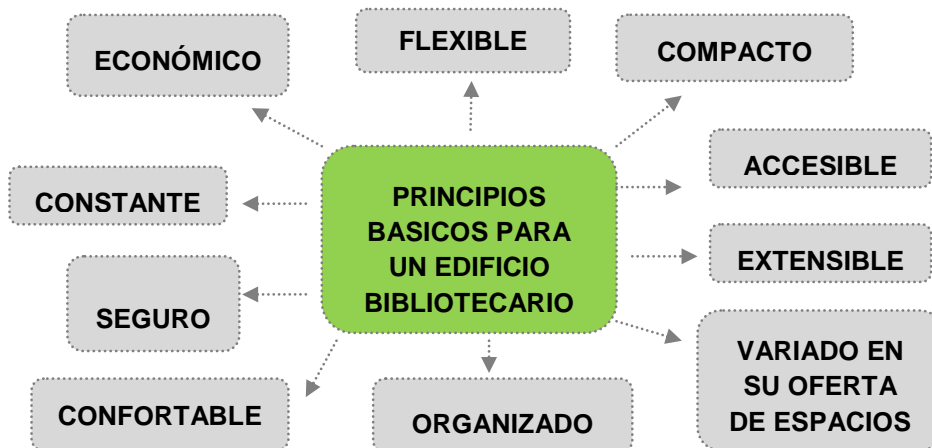 FLEXIBLE
COMPACTO
ECONÓMICO
ACCESIBLE
CONSTANTE
PRINCIPIOS
BASICOS PARA
UN EDIFICIO
BIBLIOTECARIO
EXTENSIBLE
SEGURO
VARIADO EN
SU OFERTA
DE ESPACIOS
CONFORTABLE
ORGANIZADO